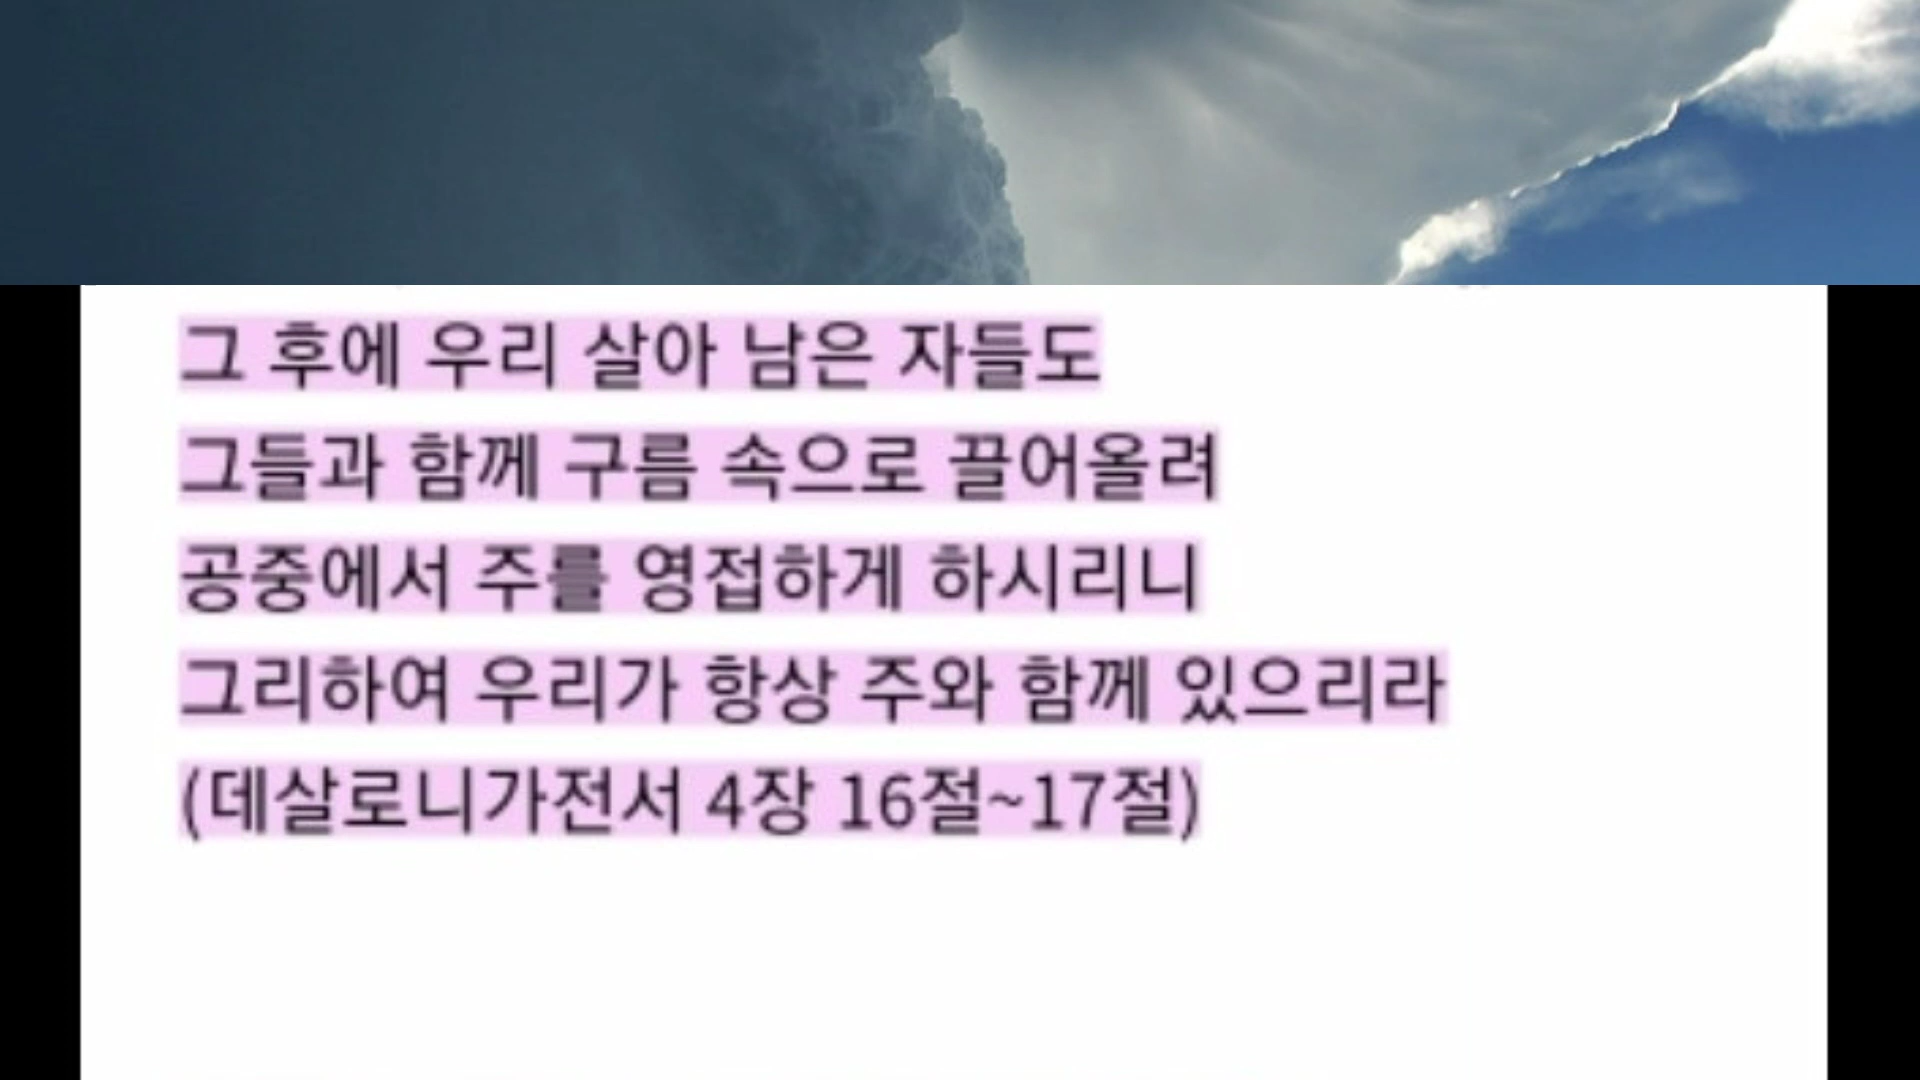 그 후에 우리 살아 남은 자들도
그들과 함께 구름 속으로 끌어올려
공중에서 주를 영접하게 하시리니
그리하여 우리가 항상 주와 함께 있으리라
(데살로니가전서 4장 16절~17절)